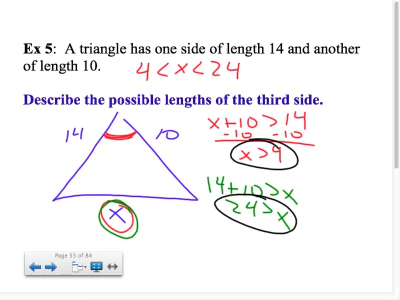 Ex 5: A triangle has one side of length 14 and another
of length 10. 4 < x < 24
Describe the possible lengths of the third side.
x+10 > 14
-10 -10
x > 4
14 10
14+10 > x
24 > x
x
Page 55 of 84